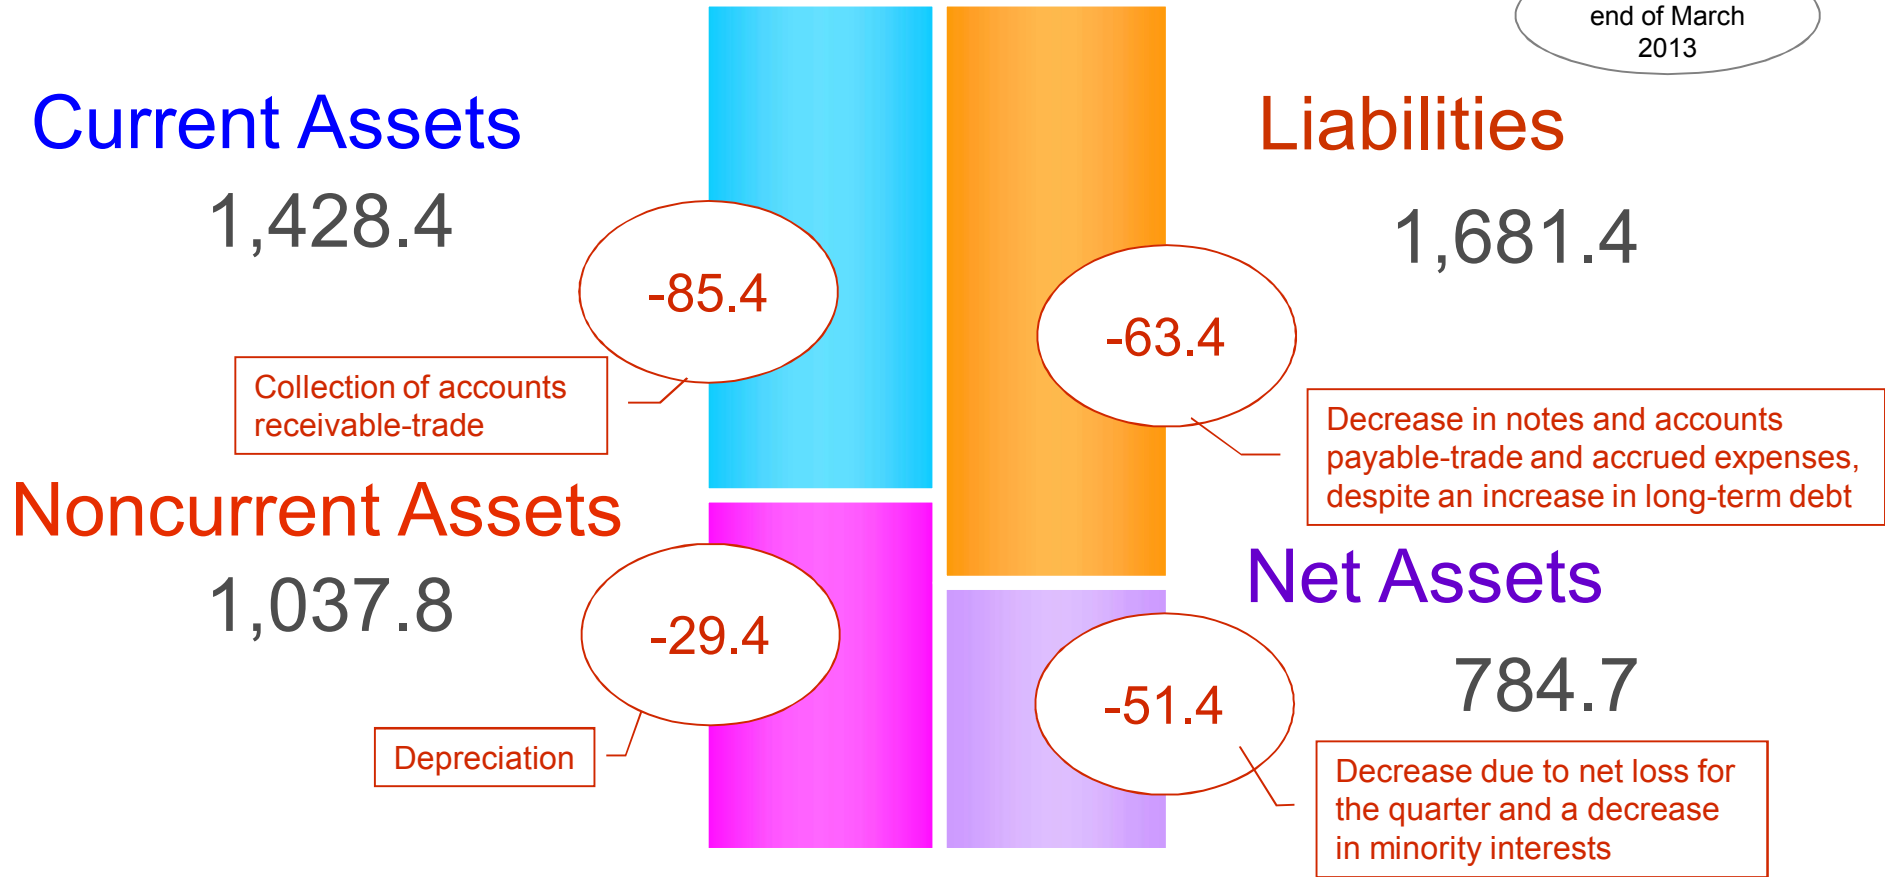 end of March
2013
Current Assets
1,428.4
-85.4
Collection of accounts
receivable-trade
Noncurrent Assets
1,037.8
-29.4
Depreciation
Liabilities
1,681.4
-63.4
Decrease in notes and accounts
payable-trade and accrued expenses,
despite an increase in long-term debt
Net Assets
784.7
-51.4
Decrease due to net loss for
the quarter and a decrease
in minority interests